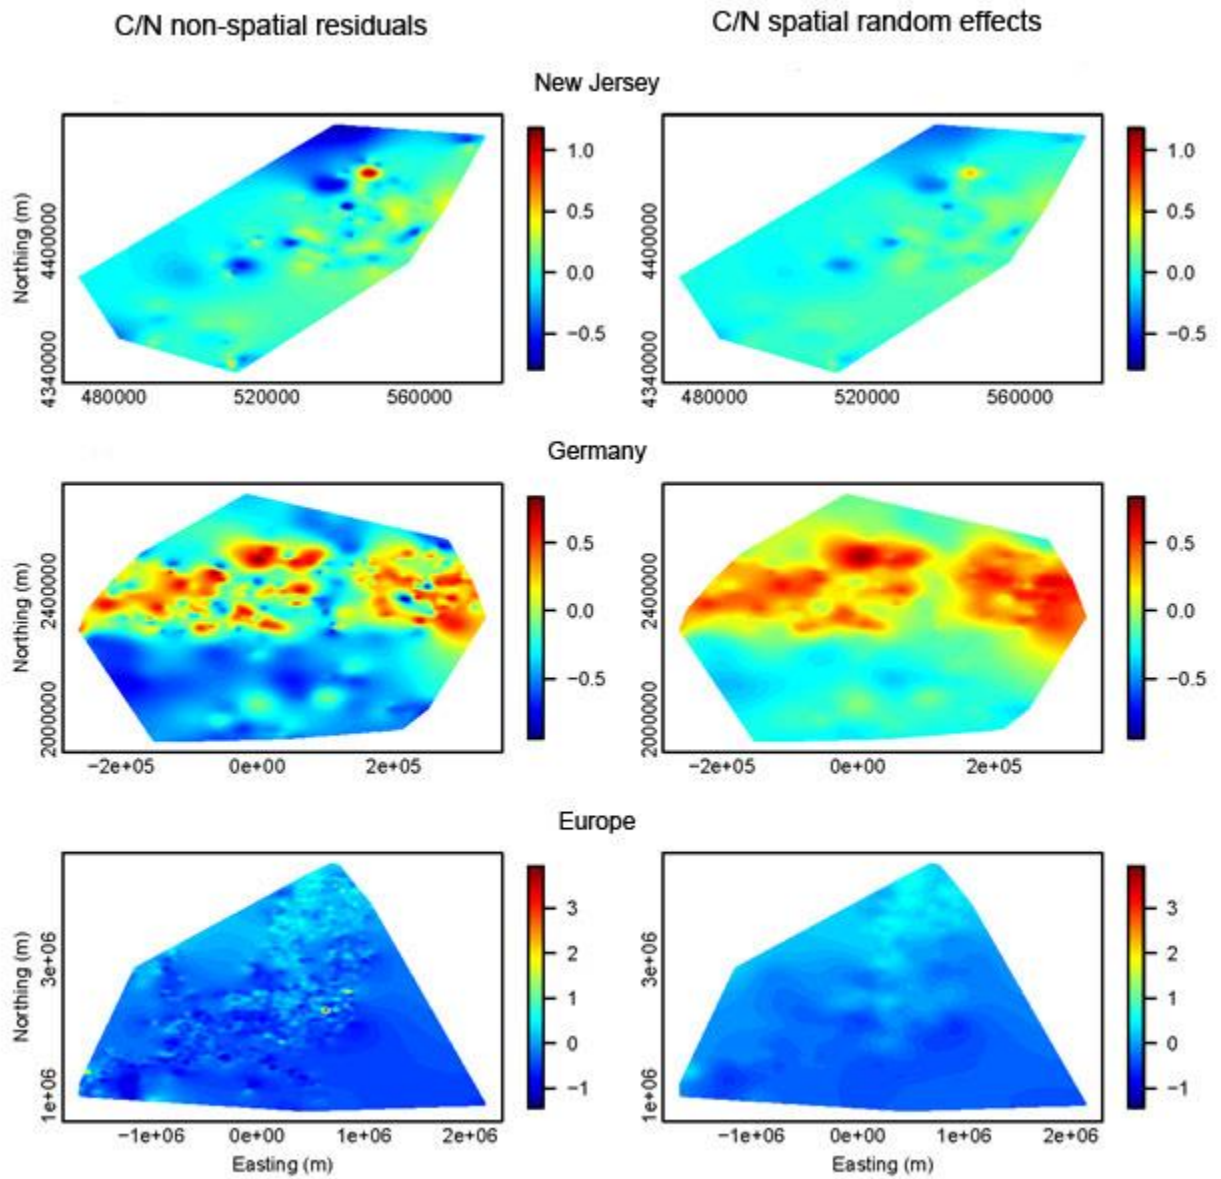 C/N non-spatial residuals
C/N spatial random effects
New Jersey
Northing (m)
4340000 4400000
480000 520000 560000
1.0
0.5
0.0
−0.5
4340000 4400000
480000 520000 560000
1.0
0.5
0.0
−0.5
Germany
Northing (m)
2000000 2400000
−2e+05 0e+00 2e+05
0.5
0.0
−0.5
2000000 2400000
−2e+05 0e+00 2e+05
0.5
0.0
−0.5
Europe
Northing (m)
1e+06 3e+06
−1e+06 0e+00 1e+06 2e+06
Easting (m)
3
2
1
0
−1
1e+06 3e+06
−1e+06 0e+00 1e+06 2e+06
Easting (m)
3
2
1
0
−1